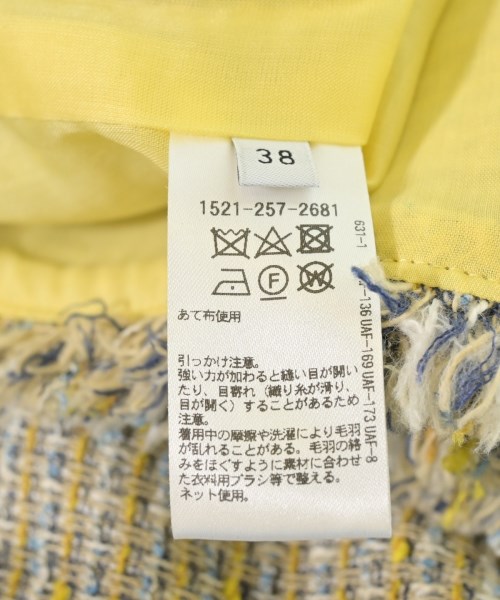 38
1521-257-2681
F
W
あて布使用
引っかけ注意。
強い力が加わると縫い目が開い
たり、目寄れ(織り糸が滑り、
目が開く)することがあるため
注意。
着用中の摩擦や洗濯により毛羽
が乱れることがある。毛羽の絡
みをほぐすように素材に合わせ
た衣料用ブラシ等で整える。
ネット使用。
631-1
-136 UAF-169 UAF-173 UAF-8